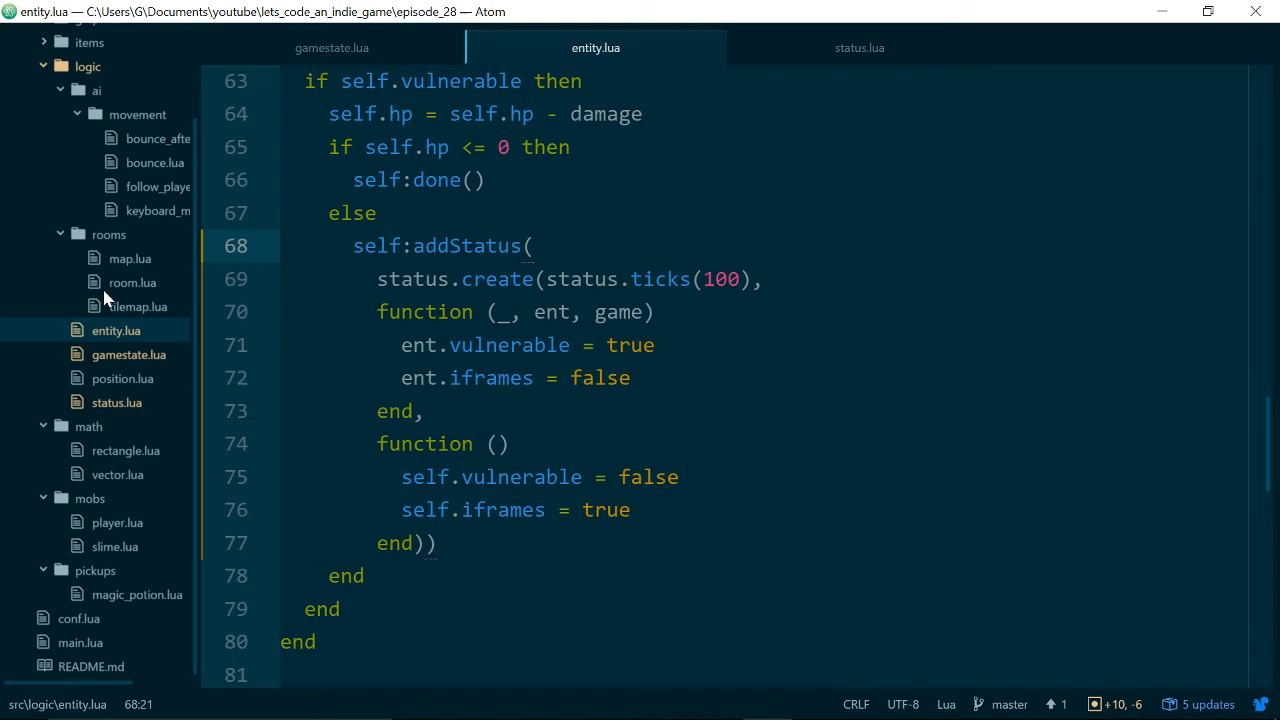 entity.lua — C:\Users\G\Documents\youtube\lets_code_an_indie_game\episode_28 — Atom
gamestate.lua
entity.lua
status.lua
items
logic
ai
movement
bounce_afte
bounce.lua
follow_playe
keyboard_m
rooms
map.lua
room.lua
tilemap.lua
entity.lua
gamestate.lua
position.lua
status.lua
math
rectangle.lua
vector.lua
mobs
player.lua
slime.lua
pickups
magic_potion.lua
conf.lua
main.lua
README.md
63 if self.vulnerable then
64 self.hp = self.hp - damage
65 if self.hp <= 0 then
66 self:done()
67 else
68 self:addStatus(
69 status.create(status.ticks(100),
70 function (_, ent, game)
71 ent.vulnerable = true
72 ent.iframes = false
73 end,
74 function ()
75 self.vulnerable = false
76 self.iframes = true
77 end))
78 end
79 end
80 end
81
src\logic\entity.lua 68:21 CRLF UTF-8 Lua master 1 +10, -6 5 updates